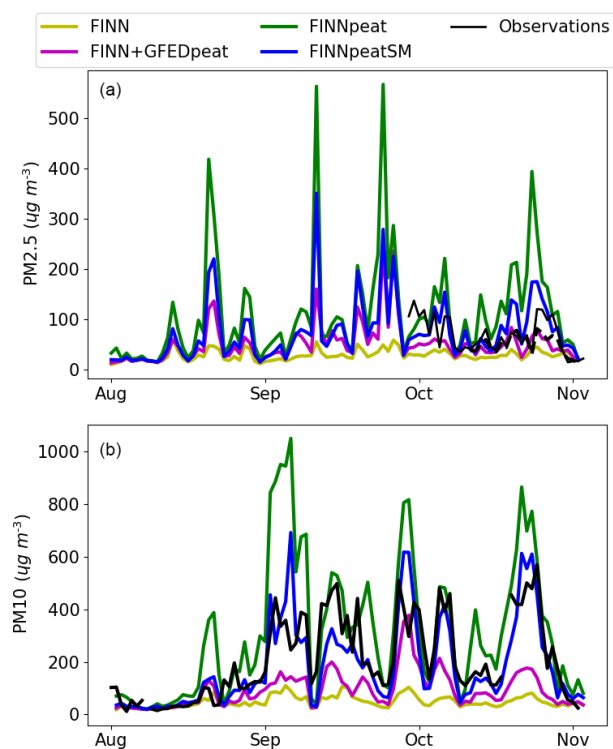 FINN FINNpeat Observations
FINN+GFEDpeat FINNpeatSM
(a)
PM2.5 (ug m⁻³)
500
400
300
200
100
0
Aug Sep Oct Nov
(b)
PM10 (ug m⁻³)
1000
800
600
400
200
0
Aug Sep Oct Nov